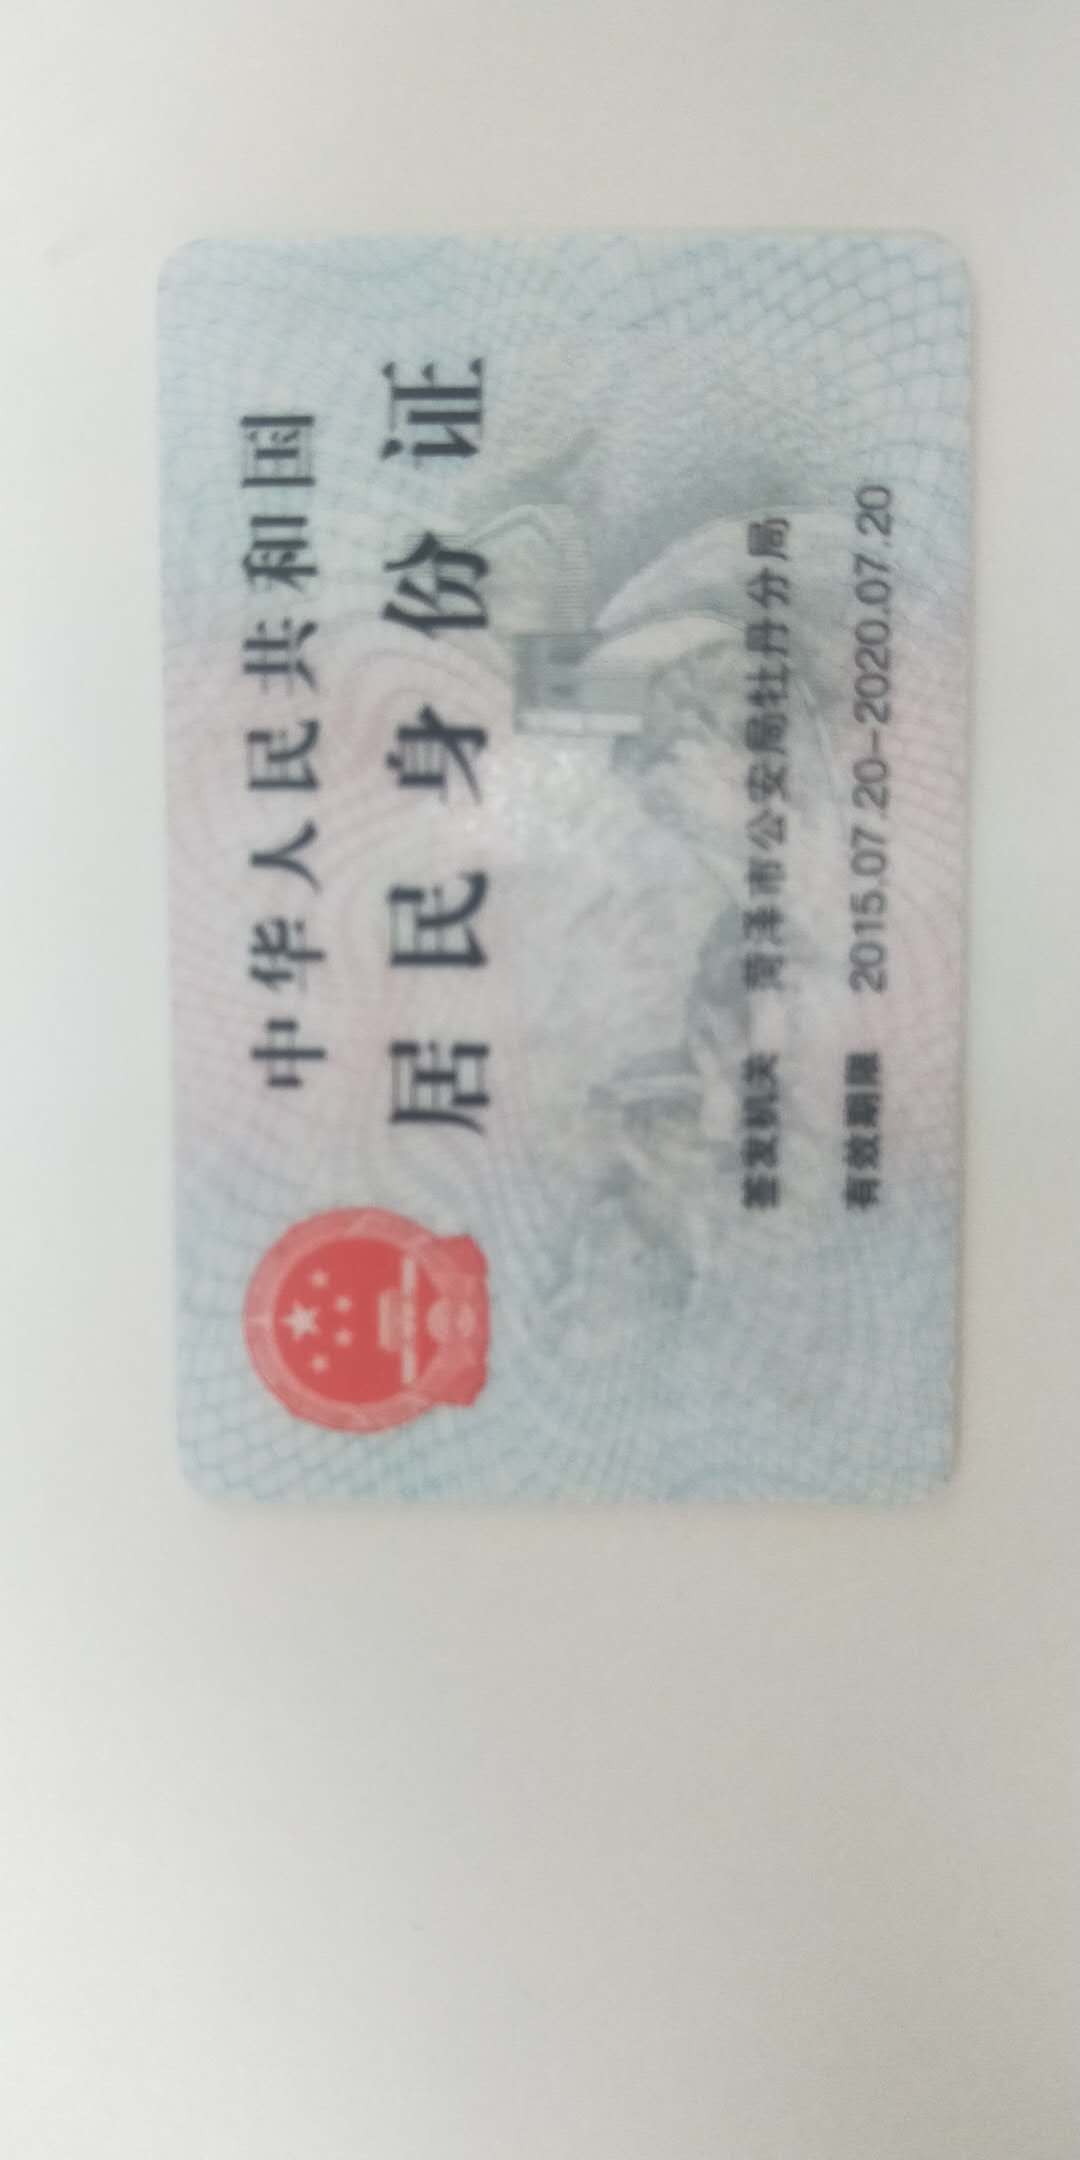 中华人民共和国
居民身份证
签发机关 菏泽市公安局牡丹分局
有效期限 2015.07.20-2020.07.20